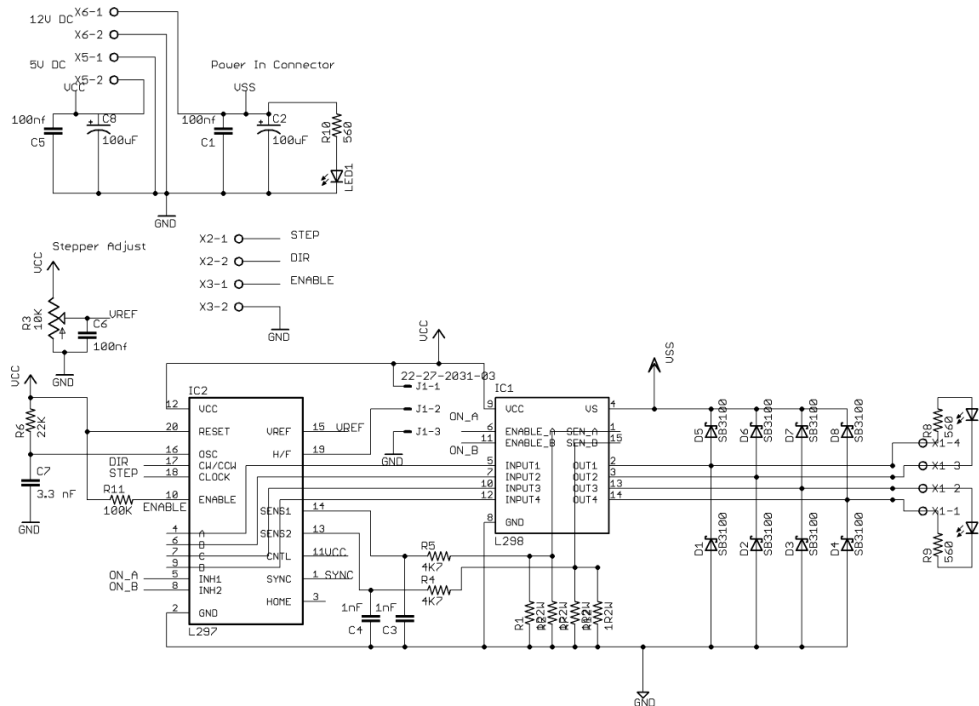 12V DC X6-1
X6-2
5V DC X5-1
X5-2
VCC
Power In Connector
VSS
100nf
C5
C8
100uF
100nf
C1
C2
100uF
R10
560
LED1
GND
Stepper Adjust
X2-1 STEP
X2-2 DIR
X3-1 ENABLE
X3-2
GND
VCC
R3
10K
VREF
C6
100nf
GND
VCC
R6
22K
C7
3.3 nF
GND
R11
100K
IC2
12 VCC
20 RESET
16 OSC
DIR 17 CW/CCW
STEP 18 CLOCK
10 ENABLE
ENABLE
4 A
6 B
7 C
9 D
ON_A 5 INH1
ON_B 8 INH2
2 GND
L297
VREF 15 VREF
H/F 19
SENS1 14
SENS2 13
CNTL 11 VCC
SYNC 1 SYNC
HOME 3
VCC
22-27-2031-03
J1-1
J1-2
J1-3
GND
R5
4K7
R4
4K7
1nF
C4
1nF
C3
IC1
9 VCC
ON_A 6 ENABLE_A
ON_B 11 ENABLE_B
5 INPUT1
7 INPUT2
10 INPUT3
12 INPUT4
8 GND
L298
VS 4
SEN_A 1
SEN_B 15
OUT1 2
OUT2 3
OUT3 13
OUT4 14
R1
1R2W
VSS
D5
SB3100
D6
SB3100
D7
SB3100
D8
SB3100
D1
SB3100
D2
SB3100
D3
SB3100
D4
SB3100
R8
560
X1-4
X1-3
X1-2
X1-1
R9
560
GND